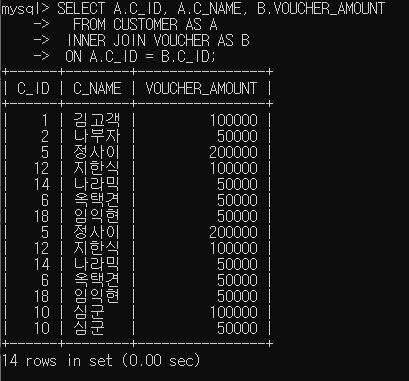 mysql> SELECT A.C_ID, A.C_NAME, B.VOUCHER_AMOUNT
    -> FROM CUSTOMER AS A
    -> INNER JOIN VOUCHER AS B
    -> ON A.C_ID = B.C_ID;
+------+--------+----------------+
| C_ID | C_NAME | VOUCHER_AMOUNT |
+------+--------+----------------+
| 1 | 김고객 | 100000 |
| 2 | 나부자 | 50000 |
| 5 | 정사이 | 200000 |
| 12 | 지한식 | 100000 |
| 14 | 나라믹 | 50000 |
| 6 | 옥택견 | 50000 |
| 18 | 임익현 | 50000 |
| 5 | 정사이 | 200000 |
| 12 | 지한식 | 100000 |
| 14 | 나라믹 | 50000 |
| 6 | 옥택견 | 50000 |
| 18 | 임익현 | 50000 |
| 10 | 심군 | 100000 |
| 10 | 심군 | 50000 |
+------+--------+----------------+
14 rows in set (0.00 sec)